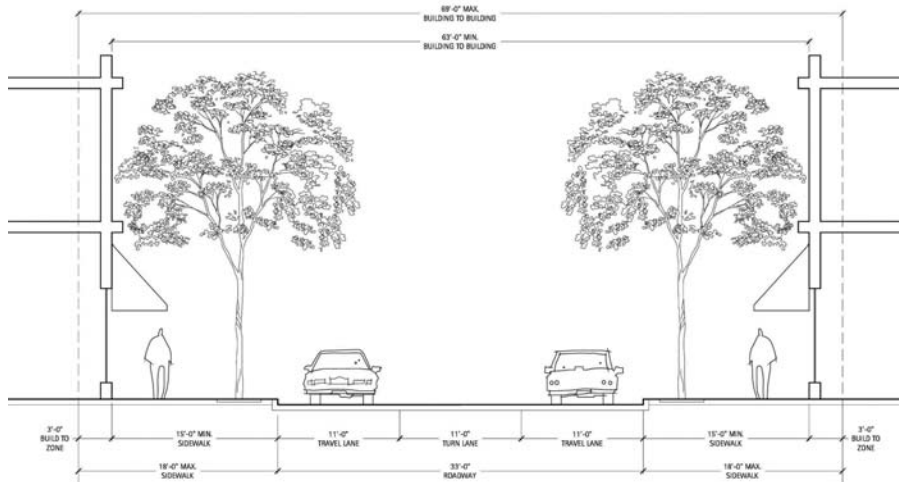 69'-0" MAX.
BUILDING TO BUILDING
63'-0" MIN.
BUILDING TO BUILDING
3'-0"
BUILD TO
ZONE
15'-0" MIN.
SIDEWALK
11'-0"
TRAVEL LANE
11'-0"
TURN LANE
11'-0"
TRAVEL LANE
15'-0" MIN.
SIDEWALK
3'-0"
BUILD TO
ZONE
18'-0" MAX.
SIDEWALK
33'-0"
ROADWAY
18'-0" MAX.
SIDEWALK